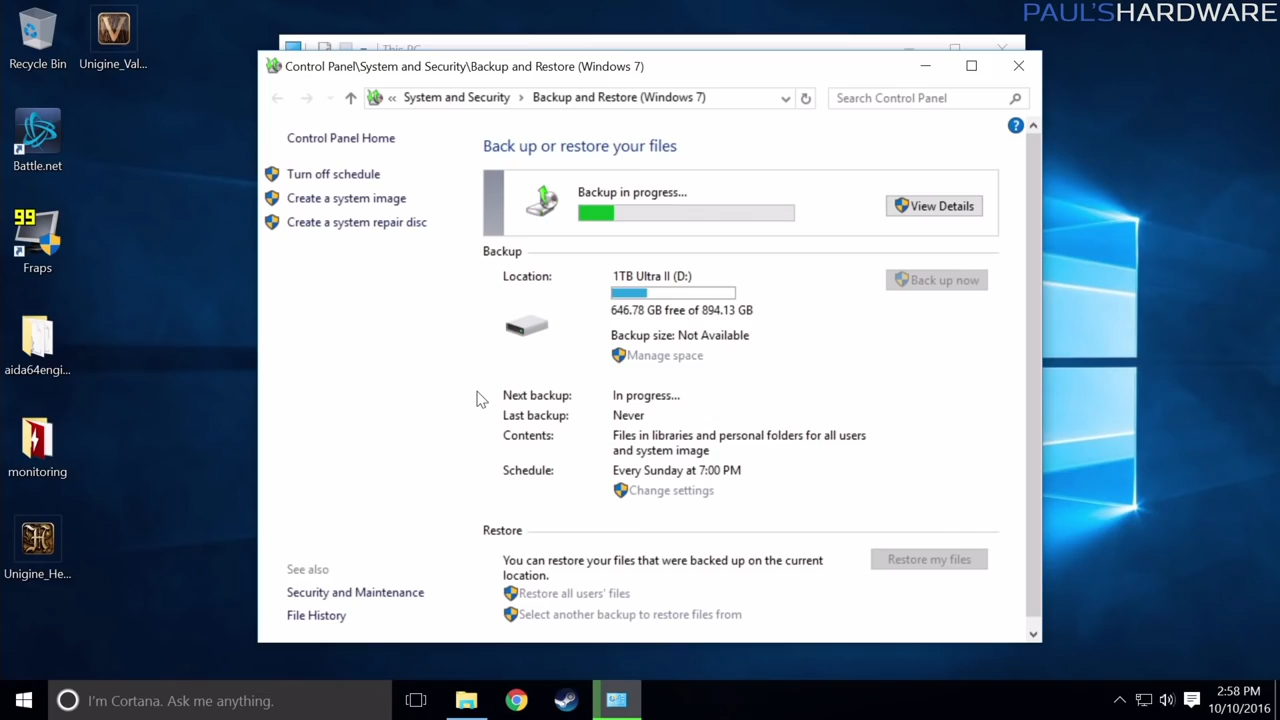 PAUL'SHARDWARE
Recycle Bin
Unigine_Val...
Battle.net
99
Fraps
aida64engi...
monitoring
Unigine_He...
This PC
Control Panel\System and Security\Backup and Restore (Windows 7)
« System and Security > Backup and Restore (Windows 7)
Search Control Panel
Control Panel Home
Turn off schedule
Create a system image
Create a system repair disc
See also
Security and Maintenance
File History
Back up or restore your files
Backup in progress...
View Details
Backup
Location:
1TB Ultra II (D:)
Back up now
646.78 GB free of 894.13 GB
Backup size: Not Available
Manage space
Next backup: In progress...
Last backup: Never
Contents: Files in libraries and personal folders for all users
and system image
Schedule: Every Sunday at 7:00 PM
Change settings
Restore
You can restore your files that were backed up on the current
location.
Restore my files
Restore all users' files
Select another backup to restore files from
I'm Cortana. Ask me anything.
2:58 PM
10/10/2016